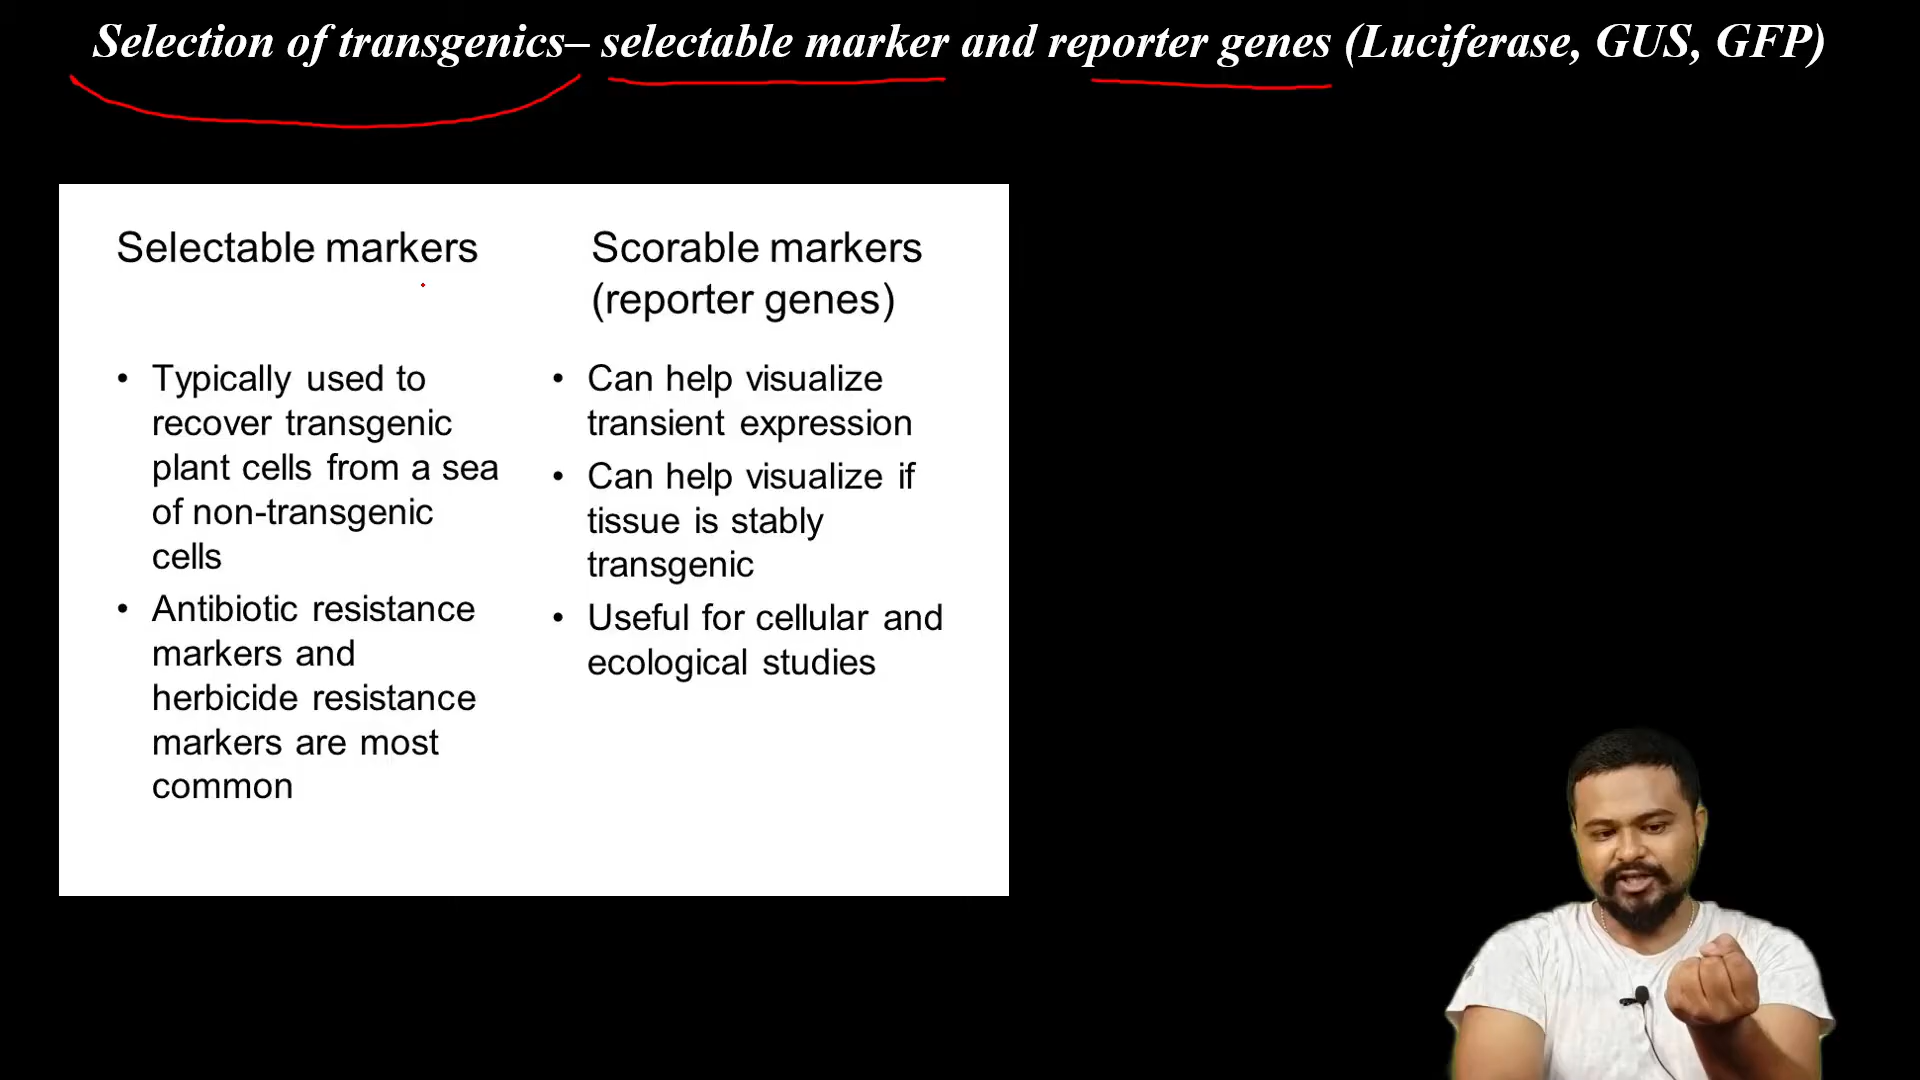 Selection of transgenics– selectable marker and reporter genes (Luciferase, GUS, GFP)
Selectable markers
• Typically used to
recover transgenic
plant cells from a sea
of non-transgenic
cells
• Antibiotic resistance
markers and
herbicide resistance
markers are most
common
Scorable markers
(reporter genes)
• Can help visualize
transient expression
• Can help visualize if
tissue is stably
transgenic
• Useful for cellular and
ecological studies